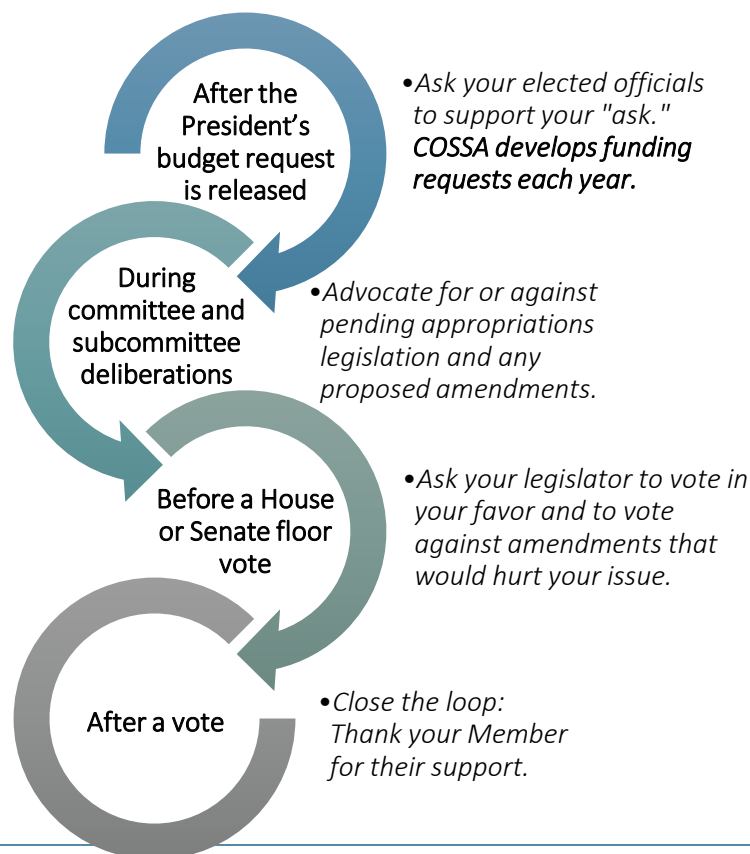 After the
President’s
budget request
is released
•Ask your elected officials
to support your "ask."
COSSA develops funding
requests each year.
During
committee and
subcommittee
deliberations
•Advocate for or against
pending appropriations
legislation and any
proposed amendments.
Before a House
or Senate floor
vote
•Ask your legislator to vote in
your favor and to vote
against amendments that
would hurt your issue.
After a vote
•Close the loop:
Thank your Member
for their support.